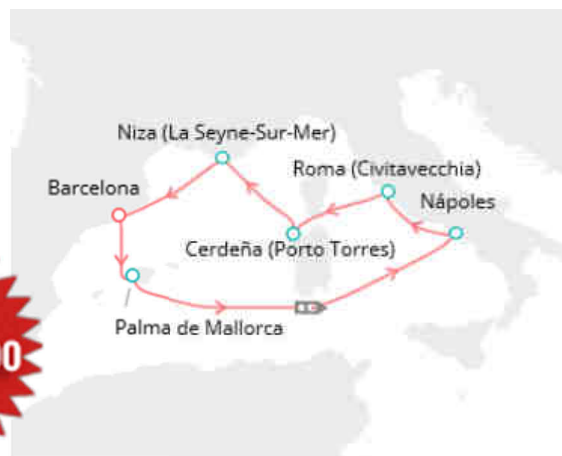 Niza (La Seyne-Sur-Mer)
Roma (Civitavecchia)
Barcelona
Nápoles
Cerdeña (Porto Torres)
Palma de Mallorca